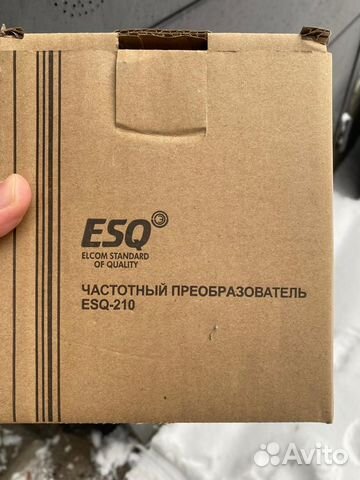 ESQ
ELCOM STANDARD
OF QUALITY
ЧАСТОТНЫЙ ПРЕОБРАЗОВАТЕЛЬ
ESQ-210
Avito